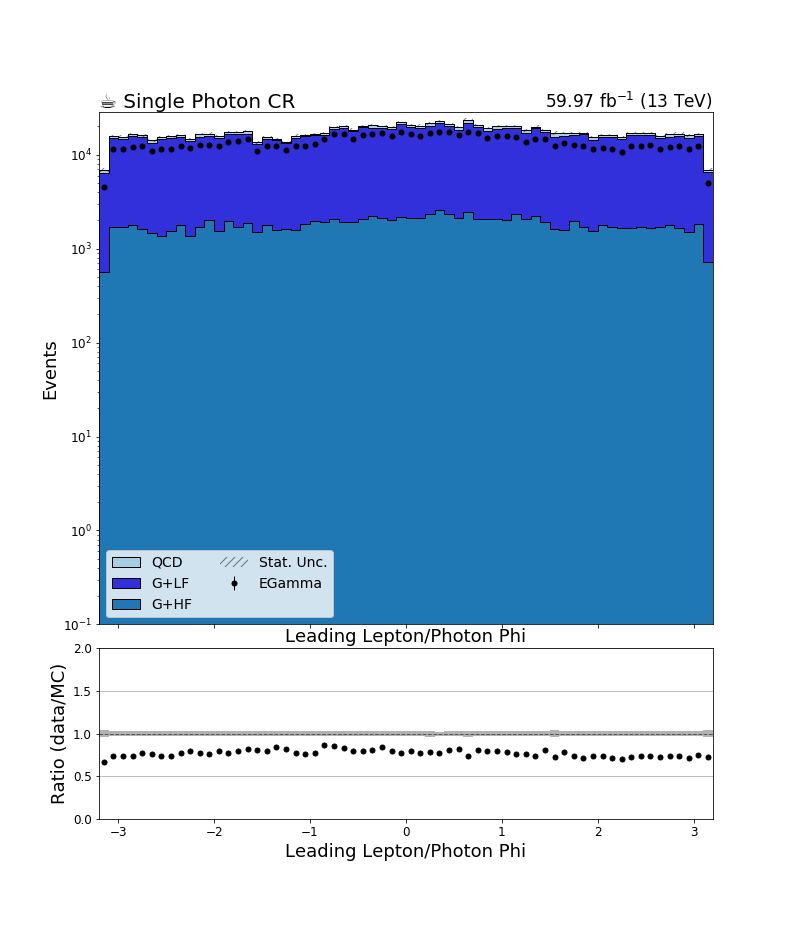 ☕ Single Photon CR
59.97 fb⁻¹ (13 TeV)
Events
10⁴
10³
10²
10¹
10⁰
10⁻¹
QCD
G+LF
G+HF
Stat. Unc.
EGamma
Leading Lepton/Photon Phi
Ratio (data/MC)
2.0
1.5
1.0
0.5
0.0
−3 −2 −1 0 1 2 3
Leading Lepton/Photon Phi